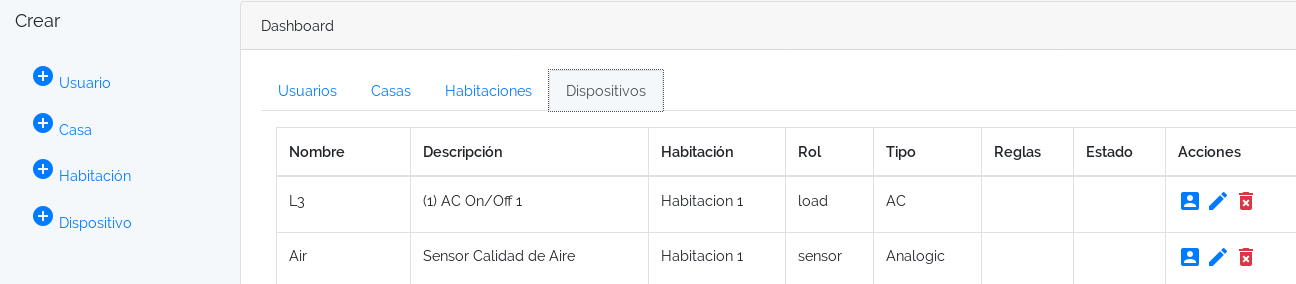 Crear
Usuario
Casa
Habitación
Dispositivo
Dashboard
Usuarios Casas Habitaciones Dispositivos
Nombre Descripción Habitación Rol Tipo Reglas Estado Acciones
L3 (1) AC On/Off 1 Habitacion 1 load AC
Air Sensor Calidad de Aire Habitacion 1 sensor Analogic